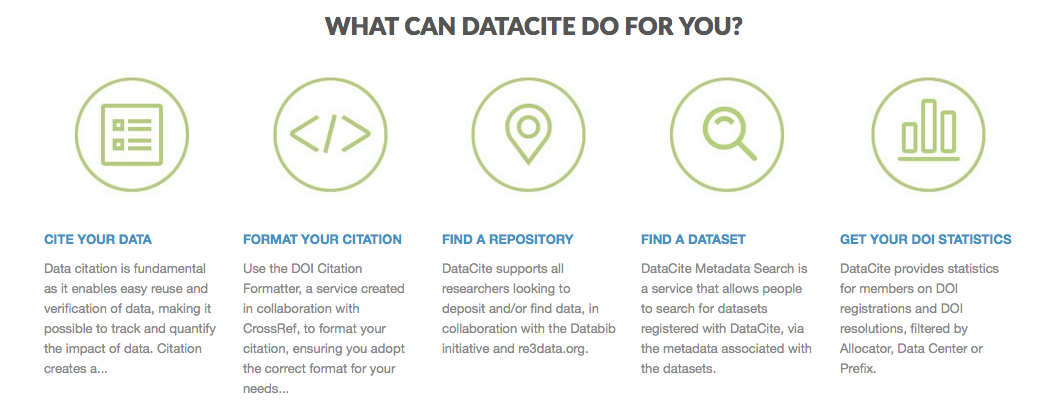 WHAT CAN DATACITE DO FOR YOU?
CITE YOUR DATA
Data citation is fundamental
as it enables easy reuse and
verification of data, making it
possible to track and quantify
the impact of data. Citation
creates a...
FORMAT YOUR CITATION
Use the DOI Citation
Formatter, a service created
in collaboration with
CrossRef, to format your
citation, ensuring you adopt
the correct format for your
needs...
FIND A REPOSITORY
DataCite supports all
researchers looking to
deposit and/or find data, in
collaboration with the Databib
initiative and re3data.org.
FIND A DATASET
DataCite Metadata Search is
a service that allows people
to search for datasets
registered with DataCite, via
the metadata associated with
the datasets.
GET YOUR DOI STATISTICS
DataCite provides statistics
for members on DOI
registrations and DOI
resolutions, filtered by
Allocator, Data Center or
Prefix.